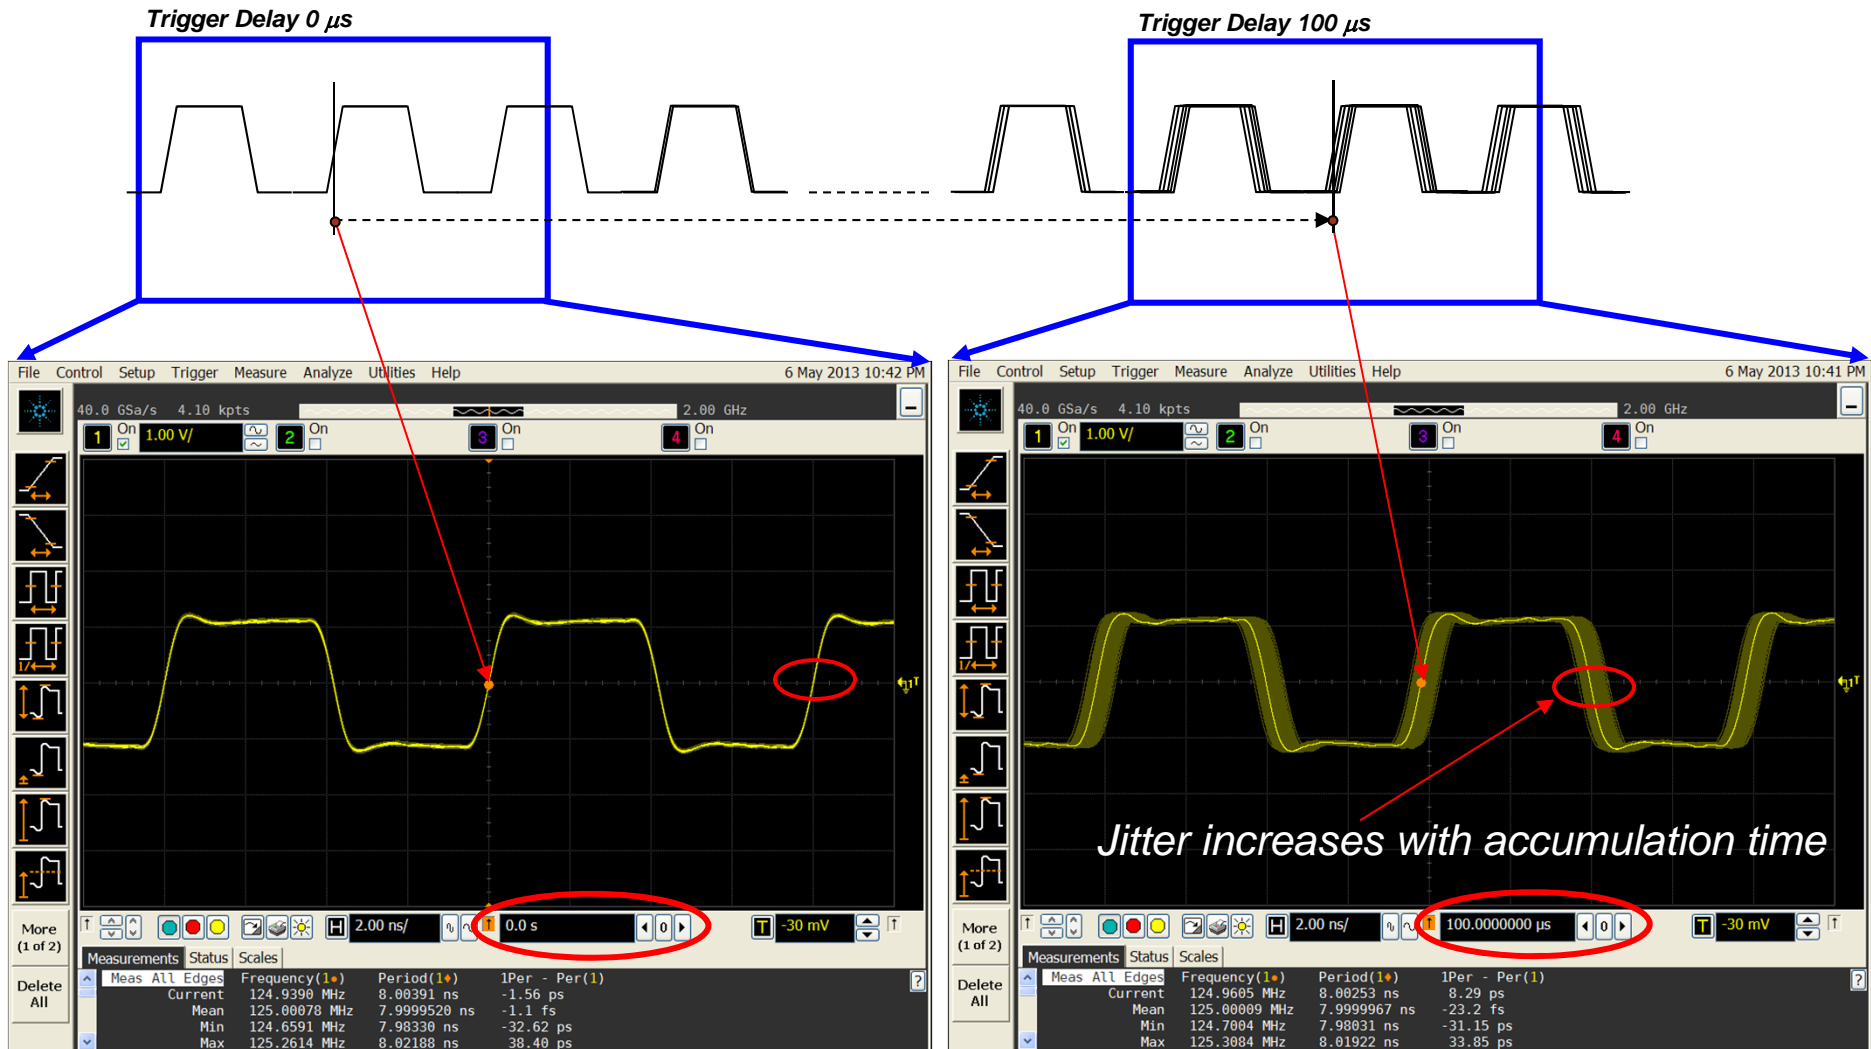 Trigger Delay 0 µs
Trigger Delay 100 µs
File Control Setup Trigger Measure Analyze Utilities Help 6 May 2013 10:42 PM
40.0 GSa/s 4.10 kpts 2.00 GHz
1 On 1.00 V/ 2 On 3 On 4 On
1/
1T
More
(1 of 2)
Delete
All
H 2.00 ns/ 0.0 s 0 T -30 mV
Measurements Status Scales
Meas All Edges Frequency(1) Period(1) 1Per - Per(1) ?
Current 124.9390 MHz 8.00391 ns -1.56 ps
Mean 125.00078 MHz 7.9999520 ns -1.1 fs
Min 124.6591 MHz 7.98330 ns -32.62 ps
Max 125.2614 MHz 8.02188 ns 38.40 ps
File Control Setup Trigger Measure Analyze Utilities Help 6 May 2013 10:41 PM
40.0 GSa/s 4.10 kpts 2.00 GHz
1 On 1.00 V/ 2 On 3 On 4 On
1/
1T
Jitter increases with accumulation time
More
(1 of 2)
Delete
All
H 2.00 ns/ 100.0000000 µs 0 T -30 mV
Measurements Status Scales
Meas All Edges Frequency(1) Period(1) 1Per - Per(1) ?
Current 124.9605 MHz 8.00253 ns 8.29 ps
Mean 125.00009 MHz 7.9999967 ns -23.2 fs
Min 124.7004 MHz 7.98031 ns -31.15 ps
Max 125.3084 MHz 8.01922 ns 33.85 ps